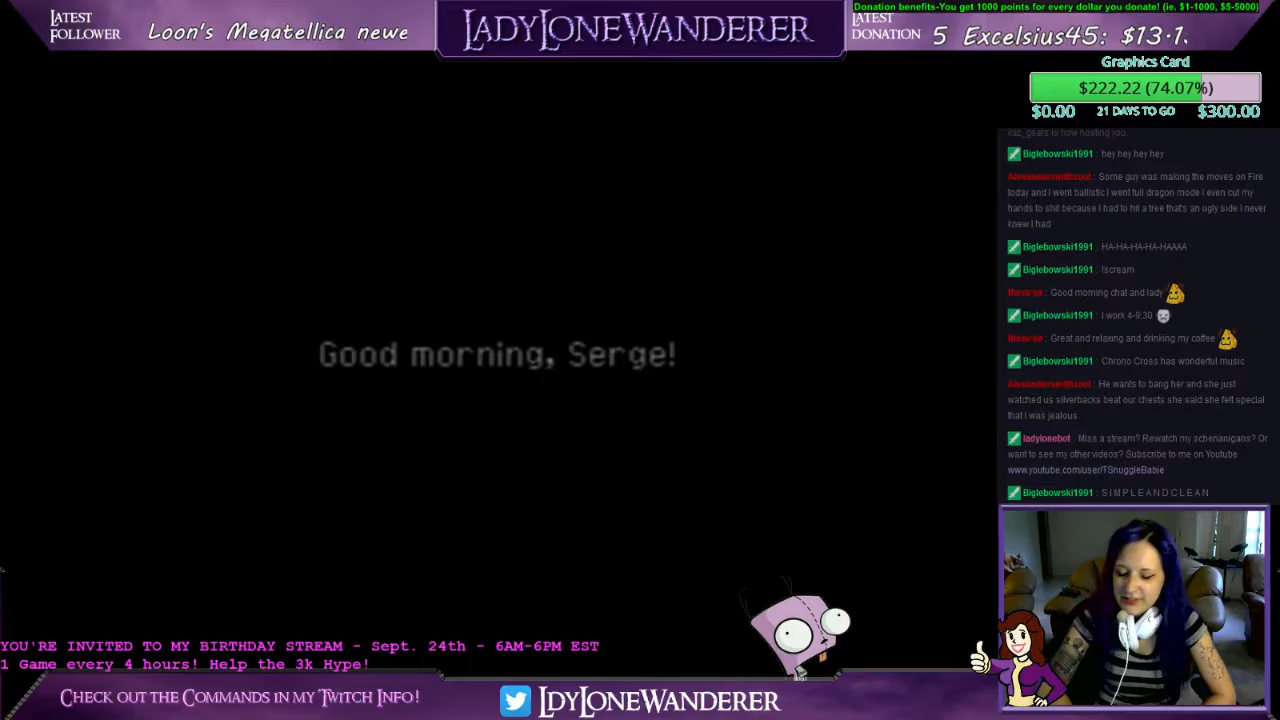 LATEST FOLLOWER
Loon's Megatellica newe
LADYLONEWANDERER
Donation benefits-You get 1000 points for every dollar you donate! (ie. $1-1000, $5-5000)
LATEST DONATION
5 Excelsius45: $13.1.
Graphics Card
$222.22 (74.07%)
$0.00 21 DAYS TO GO $300.00
kaz_gears is now hosting you.
Biglebowski1991 : hey hey hey hey
Some guy was making the moves on Fire
today and I went ballistic I went full dragon mode I even cut my
hands to shit because I had to hit a tree that's an ugly side I never
knew I had
Biglebowski1991 : HA-HA-HA-HA-HAAAA
Biglebowski1991 : !scream
Good morning chat and lady
Biglebowski1991 : I work 4-9:30
Great and relaxing and drinking my coffee
Biglebowski1991 : Chrono Cross has wonderful music
He wants to bang her and she just
watched us silverbacks beat our chests she said she felt special
that I was jealous
ladylonebot Miss a stream? Rewatch my schenanigans? Or
want to see my other videos? Subscribe to me on Youtube
www.youtube.com/user/TSnuggleBabie
Biglebowski1991 : S I M P L E A N D C L E A N
Good morning, Serge!
YOU'RE INVITED TO MY BIRTHDAY STREAM - Sept. 24th - 6AM-6PM EST
1 Game every 4 hours! Help the 3k Hype!
CHECK OUT THE COMMANDS IN MY TWITCH INFO!
LDYLONEWANDERER